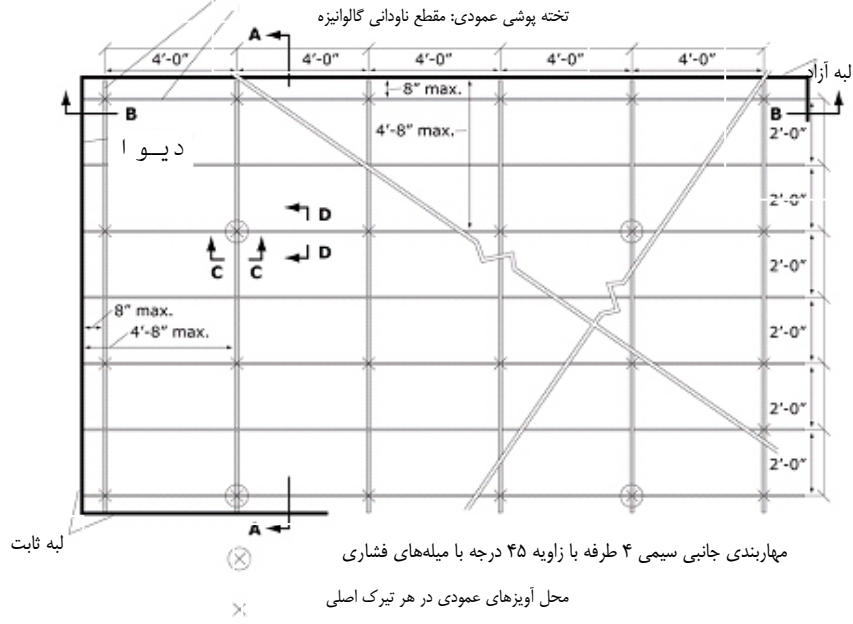 تخته پوشی عمودی: مقطع ناودانی گالوانیزه
A
4'-0" 4'-0" 4'-0" 4'-0" 4'-0"
لبه آزاد
8" max.
B B
4'-8" max.
2'-0"
دیـو ا
2'-0"
D
D
C C
2'-0"
8" max.
4'-8" max.
2'-0"
2'-0"
2'-0"
A
لبه ثابت
مهاربندی جانبی سیمی ۴ طرفه با زاویه ۴۵ درجه با میله‌های فشاری
محل آویزهای عمودی در هر تیرک اصلی